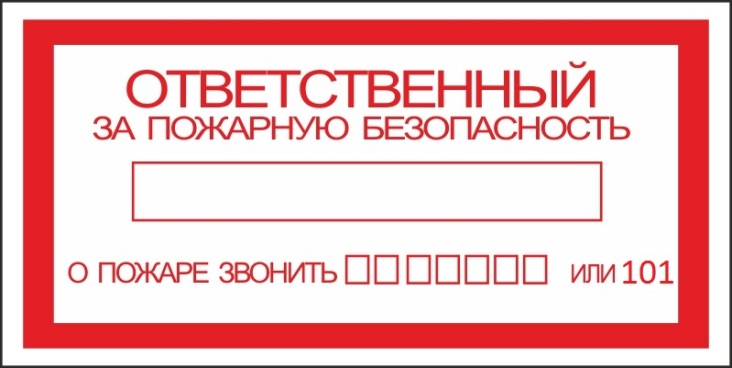 ОТВЕТСТВЕННЫЙ
ЗА ПОЖАРНУЮ БЕЗОПАСНОСТЬ
О ПОЖАРЕ ЗВОНИТЬ ИЛИ 101